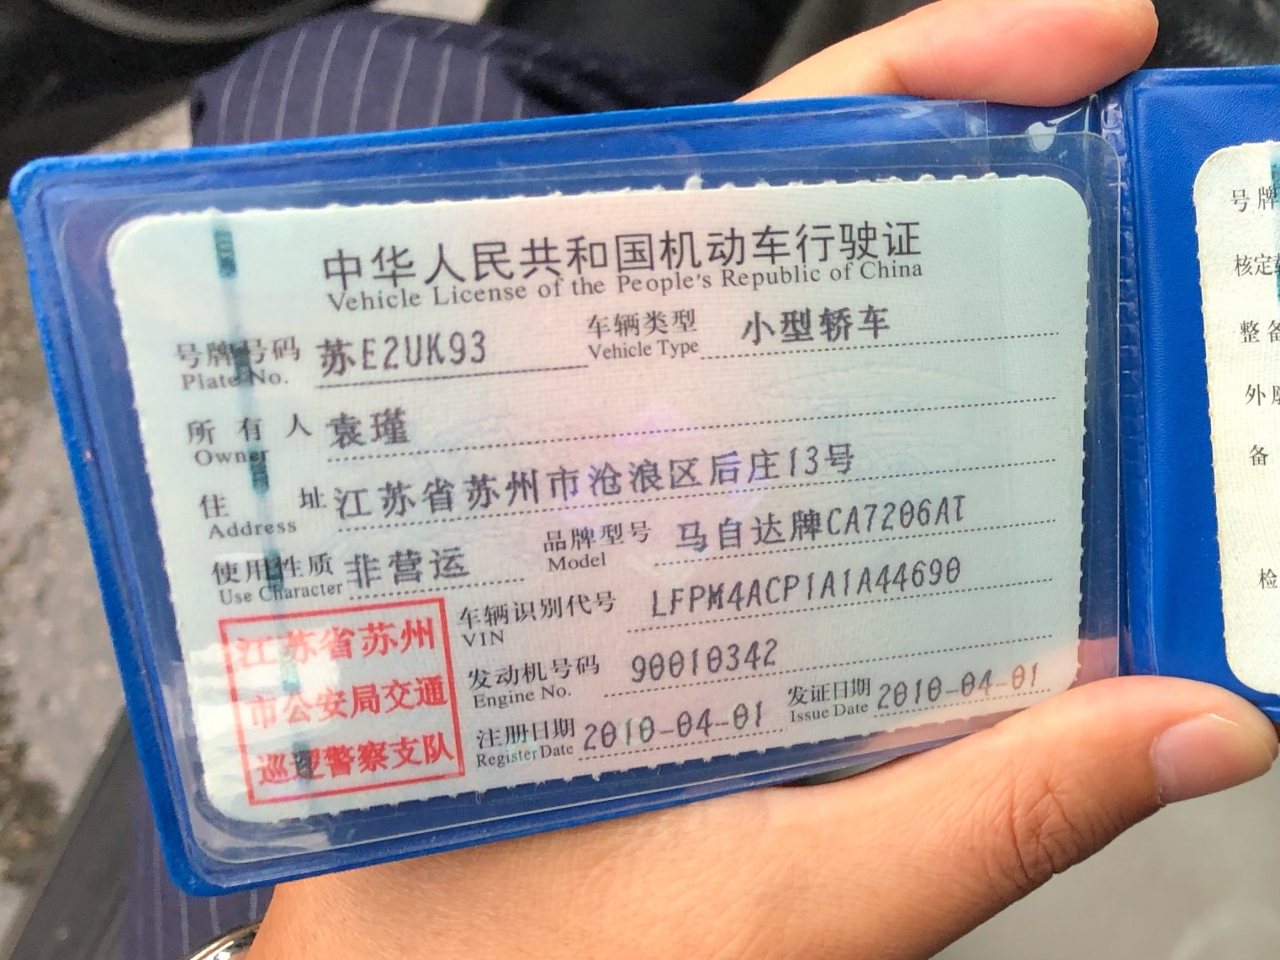 中华人民共和国机动车行驶证
Vehicle License of the People's Republic of China
号牌号码 苏E2UK93 车辆类型 小型轿车
Plate No. Vehicle Type
所有人 袁瑾
Owner
住址 江苏省苏州市沧浪区后庄13号
Address
使用性质 非营运 品牌型号 马自达牌CA7206AT
Use Character Model
车辆识别代号 LFPM4ACP1A1A44690
VIN
发动机号码 90010342
Engine No.
注册日期 2010-04-01 发证日期 2010-04-01
Register Date Issue Date
江苏省苏州
市公安局交通
巡逻警察支队
号牌
核定
整备
外
备
检